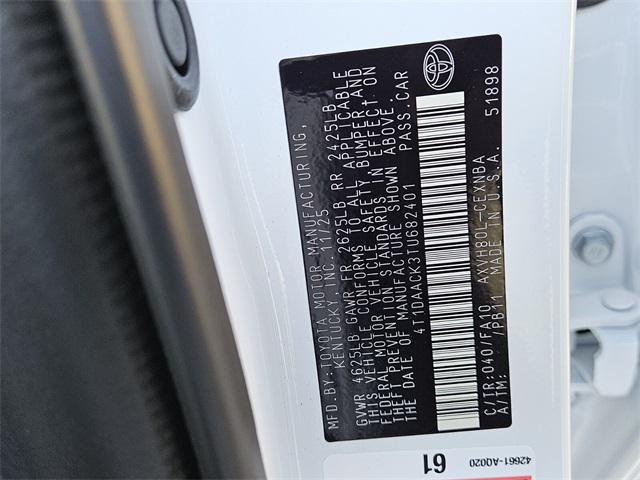 MFD.BY:TOYOTA MOTOR MANUFACTURING,
KENTUCKY, INC. 11/25
GVWR 4625LB GAWR FR 2625LB RR 2425LB
THIS VEHICLE CONFORMS TO ALL APPLICABLE
FEDERAL MOTOR VEHICLE SAFETY, BUMPER, AND
THEFT PREVENTION STANDARDS IN EFFECT ON
THE DATE OF MANUFACTURE SHOWN ABOVE.
4T1DAACK3TU682401 PASS.CAR
C/TR:040/FA10 AXVH80L-CEXNBA
A/TM: /PB11 MADE IN U.S.A. 51898
61
42661-AQ020